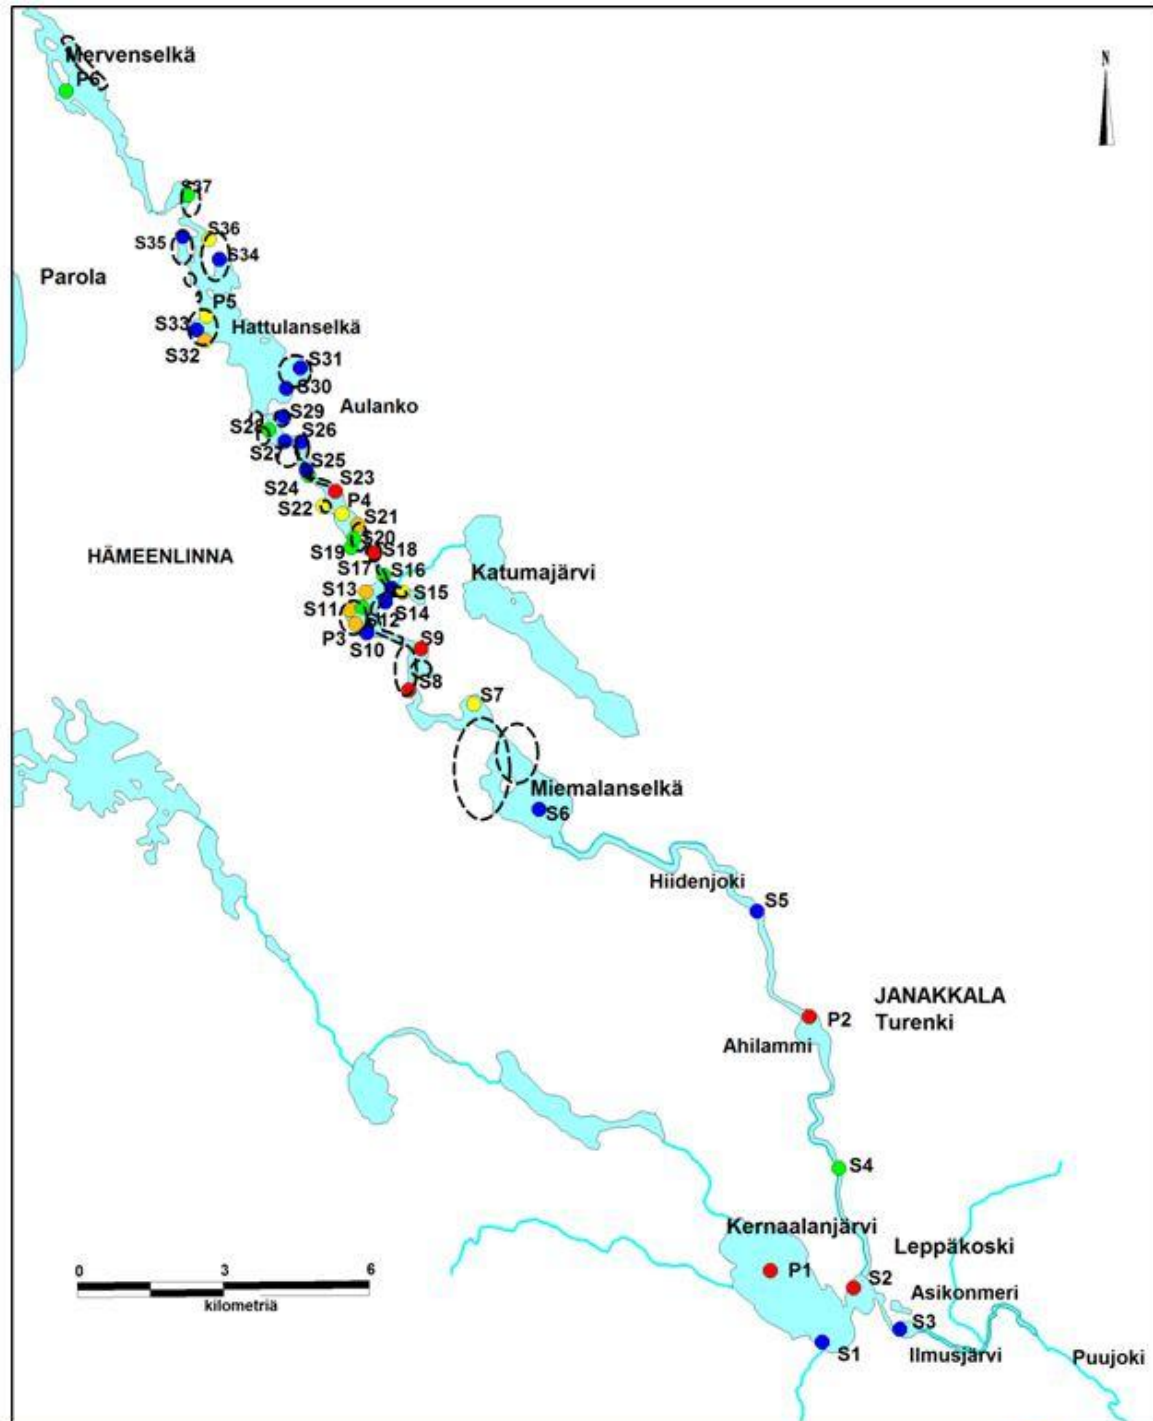 Mervenselkä
P6
N
S37
S36
S35
S34
Parola
P5
S33
Hattulanselkä
S32
S31
S30
Aulanko
S29
S28
S26
S27
S25
S24
S23
S22
P4
S21
S20
S19
S18
HÄMEENLINNA
S17
S16
Katumajärvi
S13
S15
S11
S14
S12
P3
S10
S9
S8
S7
Miemalanselkä
S6
Hiidenjoki
S5
JANAKKALA
Turenki
P2
Ahilammi
S4
Kernaalanjärvi
Leppäkoski
P1
S2
Asikonmeri
0 3 6
kilometriä
S3
S1
Ilmusjärvi
Puujoki